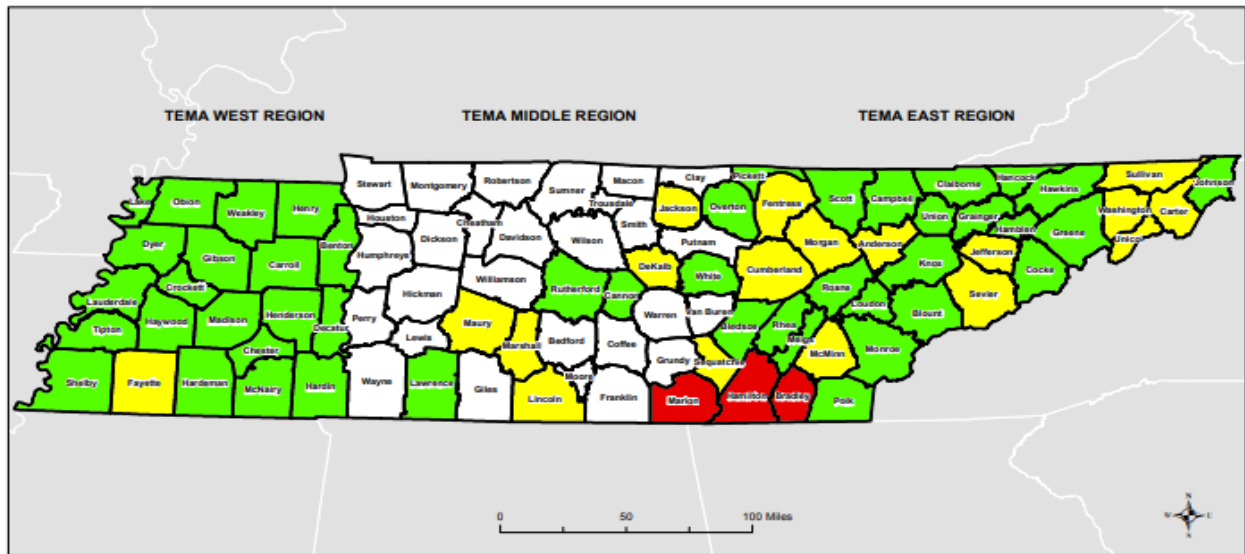 TEMA WEST REGION
TEMA MIDDLE REGION
TEMA EAST REGION
Stewart
Montgomery
Robertson
Sumner
Macon
Clay
Pickett
Trousdale
Lake
Obion
Weakley
Henry
Houston
Cheatham
Davidson
Wilson
Smith
Jackson
Overton
Fentress
Scott
Campbell
Claiborne
Hancock
Hawkins
Sullivan
Johnson
Union
Grainger
Hamblen
Greene
Washington
Carter
Unicoi
Dyer
Gibson
Carroll
Benton
Humphreys
Dickson
Putnam
Morgan
Anderson
Knox
Jefferson
Cocke
Crockett
Williamson
DeKalb
White
Cumberland
Roane
Sevier
Lauderdale
Haywood
Madison
Henderson
Decatur
Perry
Hickman
Maury
Rutherford
Cannon
Warren
Van Buren
Bledsoe
Rhea
Loudon
Blount
Tipton
Chester
Lewis
Marshall
Bedford
Coffee
Grundy
Sequatchie
Meigs
McMinn
Monroe
Shelby
Fayette
Hardeman
McNairy
Hardin
Wayne
Lawrence
Giles
Lincoln
Moore
Franklin
Marion
Hamilton
Bradley
Polk
0 50 100 Miles
N
W E
S